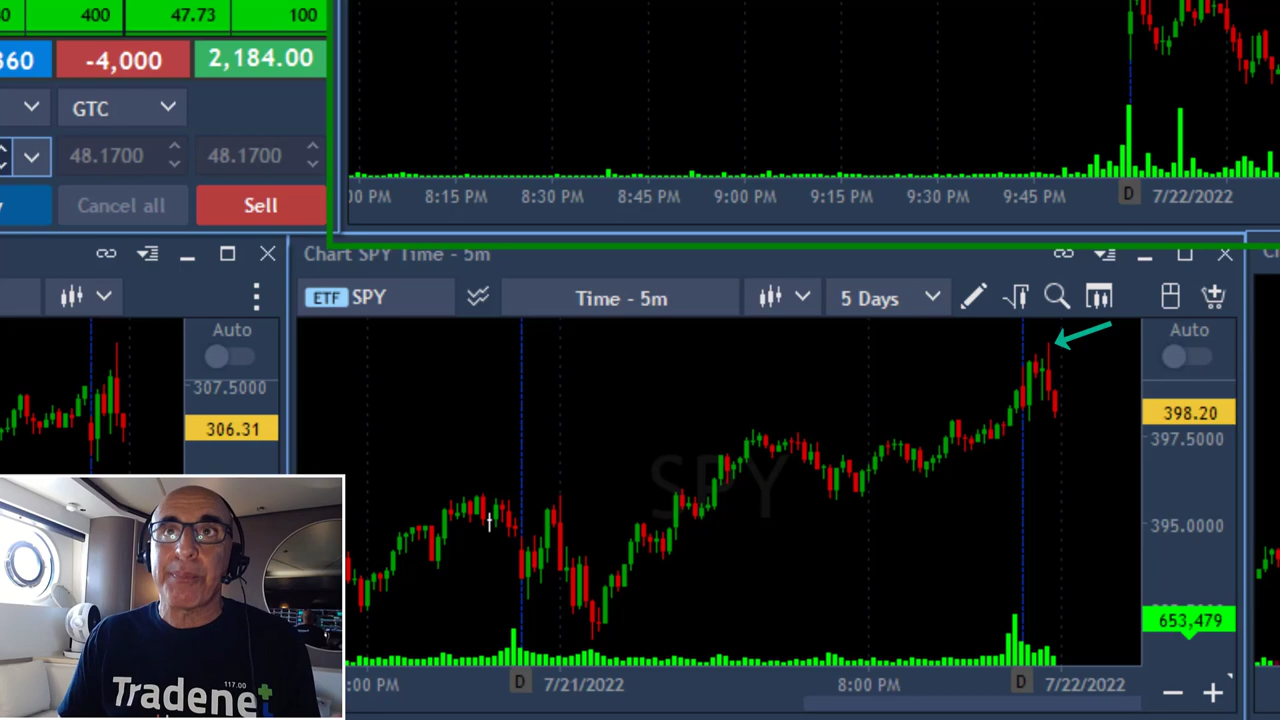 400 47.73 100
360 -4,000 2,184.00
GTC
48.1700 48.1700
Cancel all Sell
8:15 PM 8:30 PM 8:45 PM 9:00 PM 9:15 PM 9:30 PM 9:45 PM D 7/22/2022
Chart SPY Time - 5m
ETF SPY Time - 5m 5 Days
Auto
307.5000
306.31
SPY
Auto
398.20
397.5000
395.0000
653,479
:00 PM D 7/21/2022 8:00 PM D 7/22/2022
117.00
Tradenet